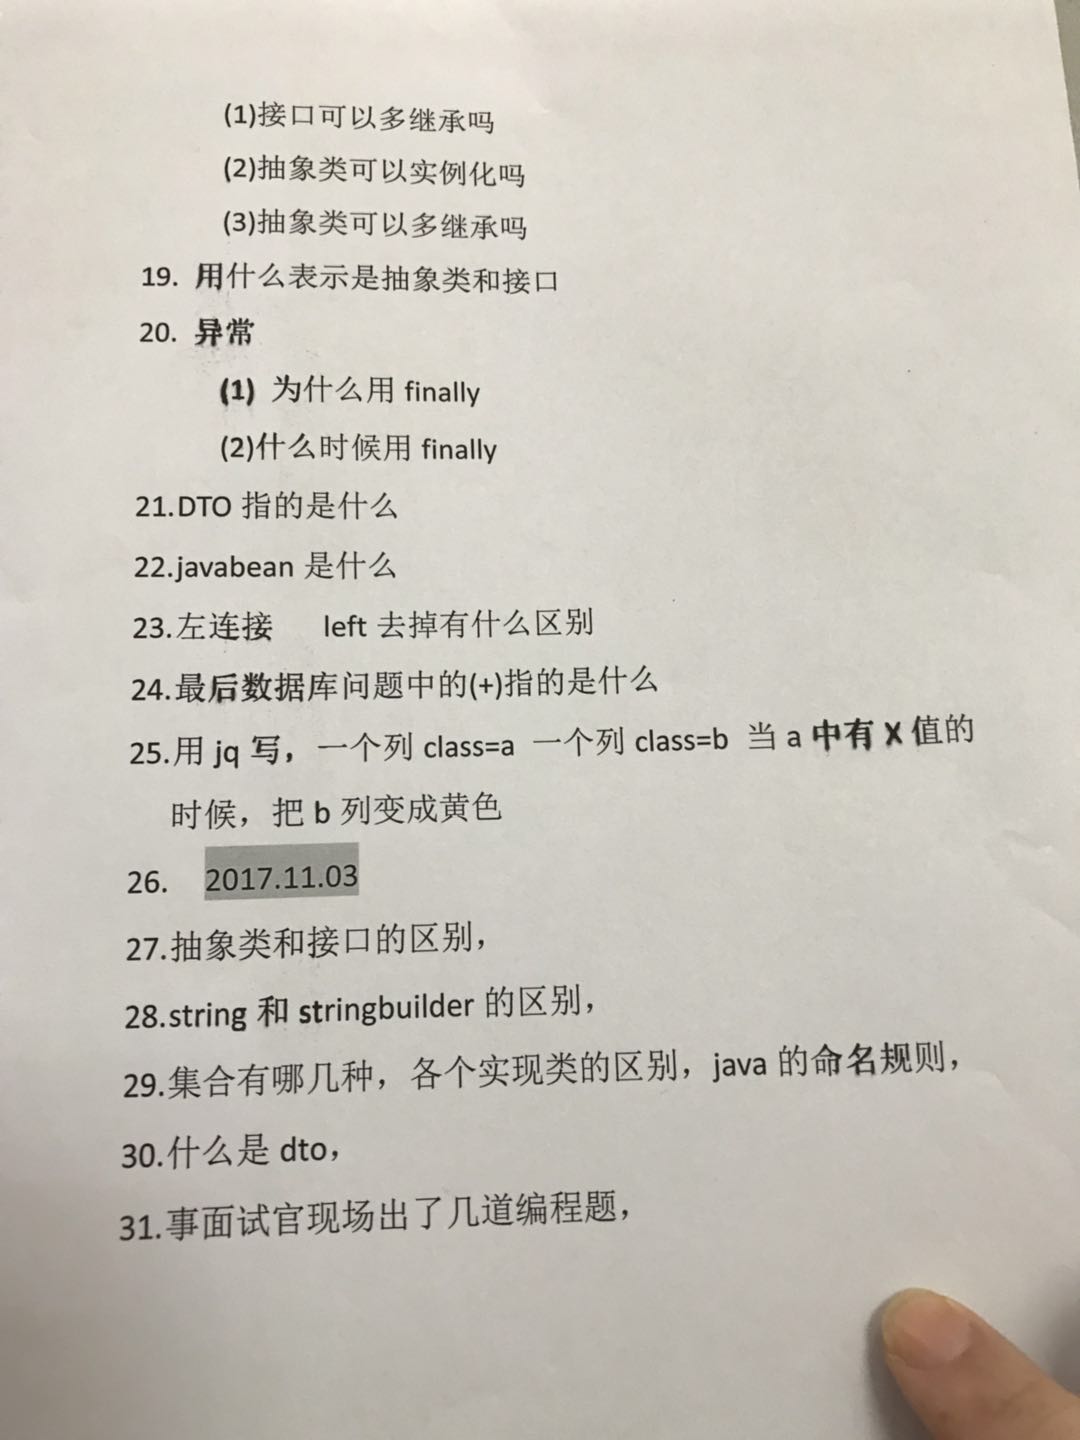 (1)接口可以多继承吗
(2)抽象类可以实例化吗
(3)抽象类可以多继承吗
19. 用什么表示是抽象类和接口
20. 异常
(1) 为什么用 finally
(2)什么时候用 finally
21.DTO 指的是什么
22.javabean 是什么
23.左连接 left 去掉有什么区别
24.最后数据库问题中的(+)指的是什么
25.用 jq 写，一个列 class=a 一个列 class=b 当 a 中有 X 值的
时候，把 b 列变成黄色
26. 2017.11.03
27.抽象类和接口的区别，
28.string 和 stringbuilder 的区别，
29.集合有哪几种，各个实现类的区别，java 的命名规则，
30.什么是 dto，
31.事面试官现场出了几道编程题，